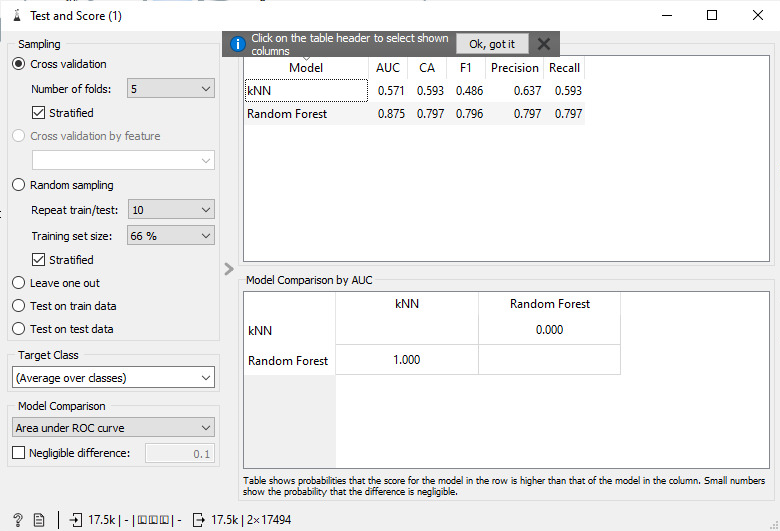 Test and Score (1)
Sampling
Cross validation
Number of folds: 5
Stratified
Cross validation by feature
Random sampling
Repeat train/test: 10
Training set size: 66 %
Stratified
Leave one out
Test on train data
Test on test data
Target Class
(Average over classes)
Model Comparison
Area under ROC curve
Negligible difference: 0.1
Click on the table header to select shown
columns
Ok, got it
Model AUC CA F1 Precision Recall
kNN 0.571 0.593 0.486 0.637 0.593
Random Forest 0.875 0.797 0.796 0.797 0.797
Model Comparison by AUC
kNN Random Forest
kNN 0.000
Random Forest 1.000
Table shows probabilities that the score for the model in the row is higher than that of the model in the column. Small numbers
show the probability that the difference is negligible.
? 17.5k | - | - 17.5k | 2×17494